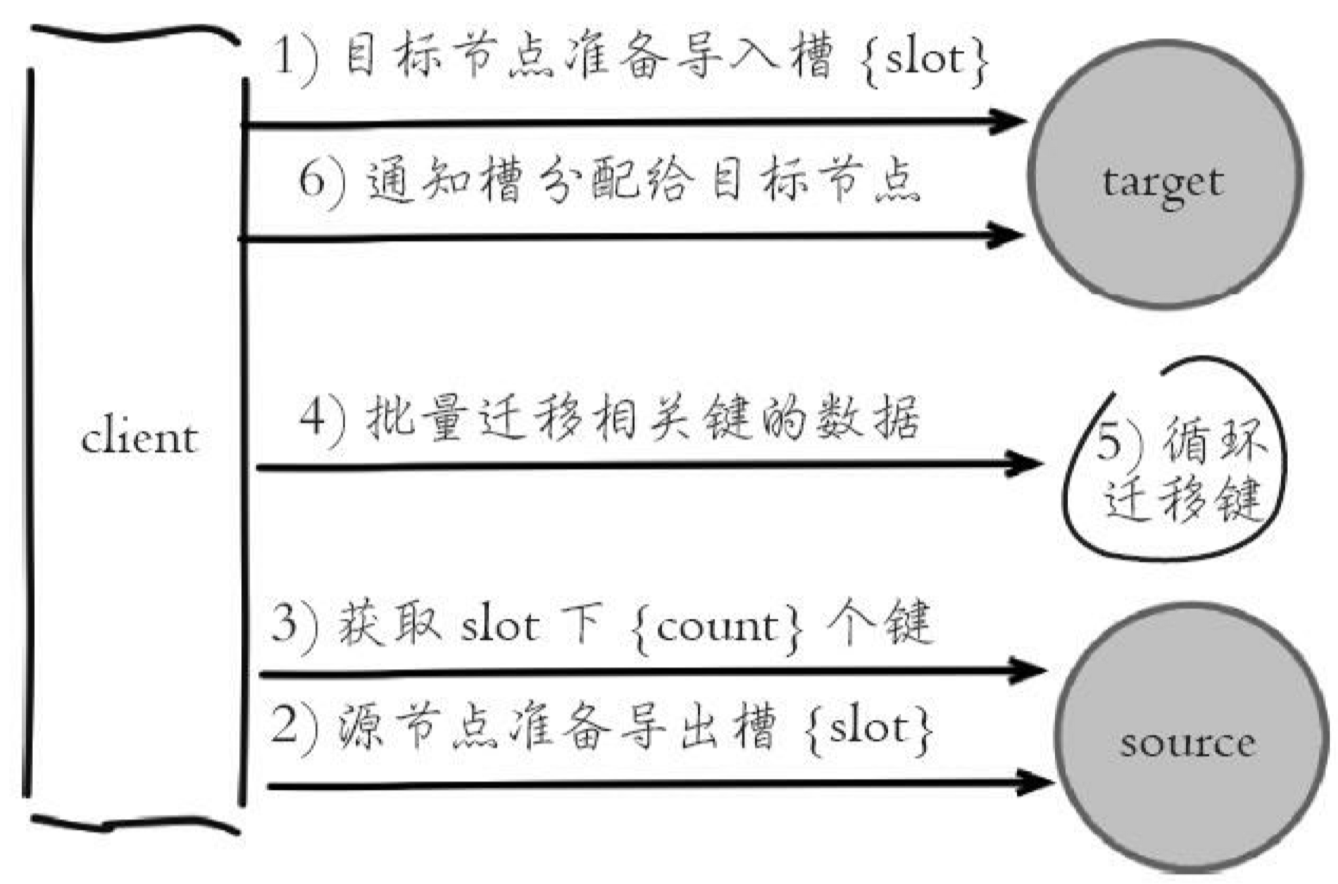 1) 目标节点准备导入槽 {slot}
6) 通知槽分配给目标节点
target
client
4) 批量迁移相关键的数据
5) 循环
迁移键
3) 获取 slot 下 {count} 个键
2) 源节点准备导出槽 {slot}
source